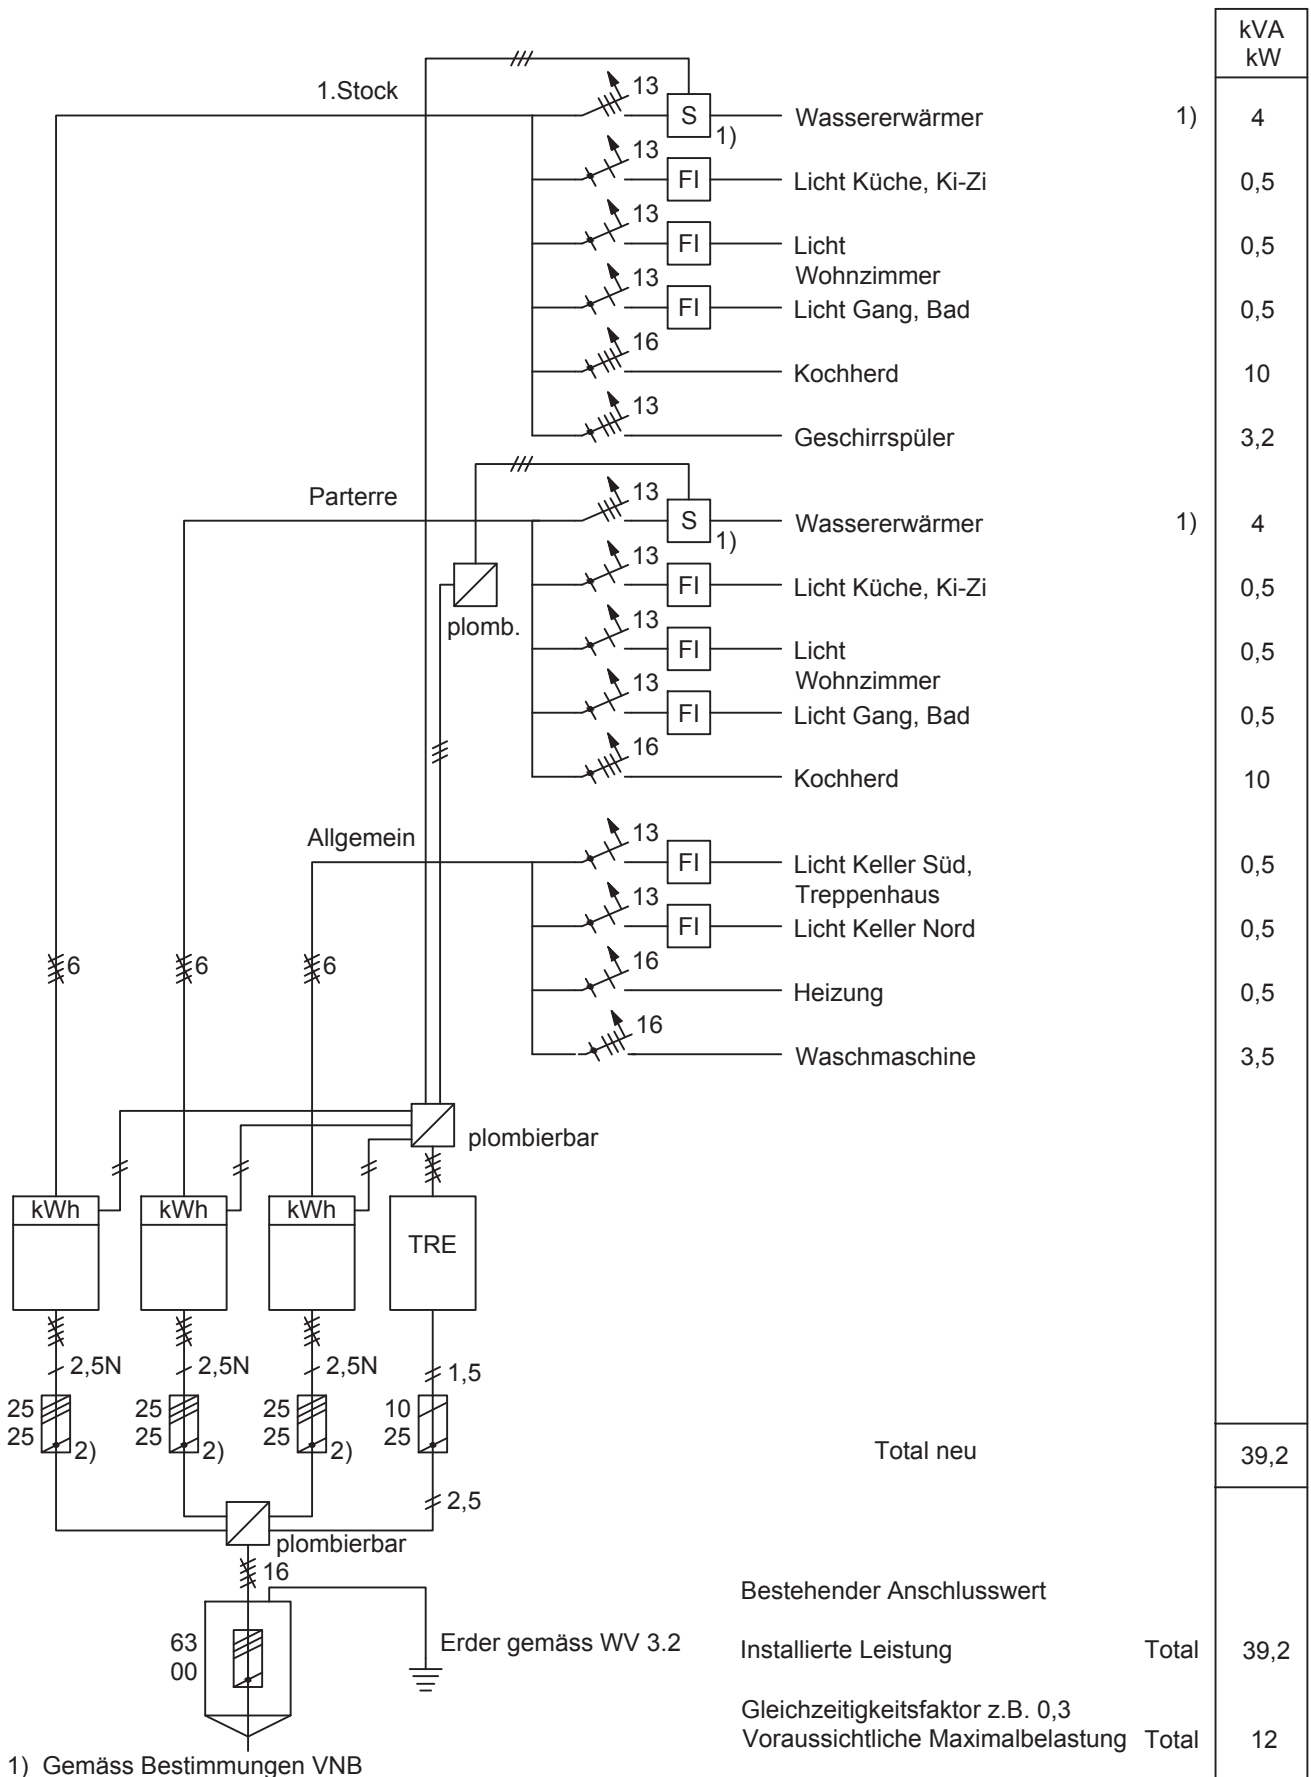 kVA
kW
1.Stock
13
S
1)
Wassererwärmer
1)
4
13
FI
Licht Küche, Ki-Zi
0,5
13
FI
Licht
Wohnzimmer
0,5
13
FI
Licht Gang, Bad
0,5
16
Kochherd
10
13
Geschirrspüler
3,2
Parterre
13
S
1)
Wassererwärmer
1)
4
plomb.
13
FI
Licht Küche, Ki-Zi
0,5
13
FI
Licht
Wohnzimmer
0,5
13
FI
Licht Gang, Bad
0,5
16
Kochherd
10
Allgemein
13
FI
Licht Keller Süd,
Treppenhaus
0,5
13
FI
Licht Keller Nord
0,5
6
6
6
16
Heizung
0,5
16
Waschmaschine
3,5
plombierbar
kWh
kWh
kWh
TRE
2,5N
2,5N
2,5N
1,5
25
25
2)
25
25
2)
25
25
2)
10
25
Total neu
39,2
2,5
plombierbar
16
Bestehender Anschlusswert
63
00
Erder gemäss WV 3.2
Installierte Leistung Total 39,2
Gleichzeitigkeitsfaktor z.B. 0,3
Voraussichtliche Maximalbelastung Total 12
1) Gemäss Bestimmungen VNB